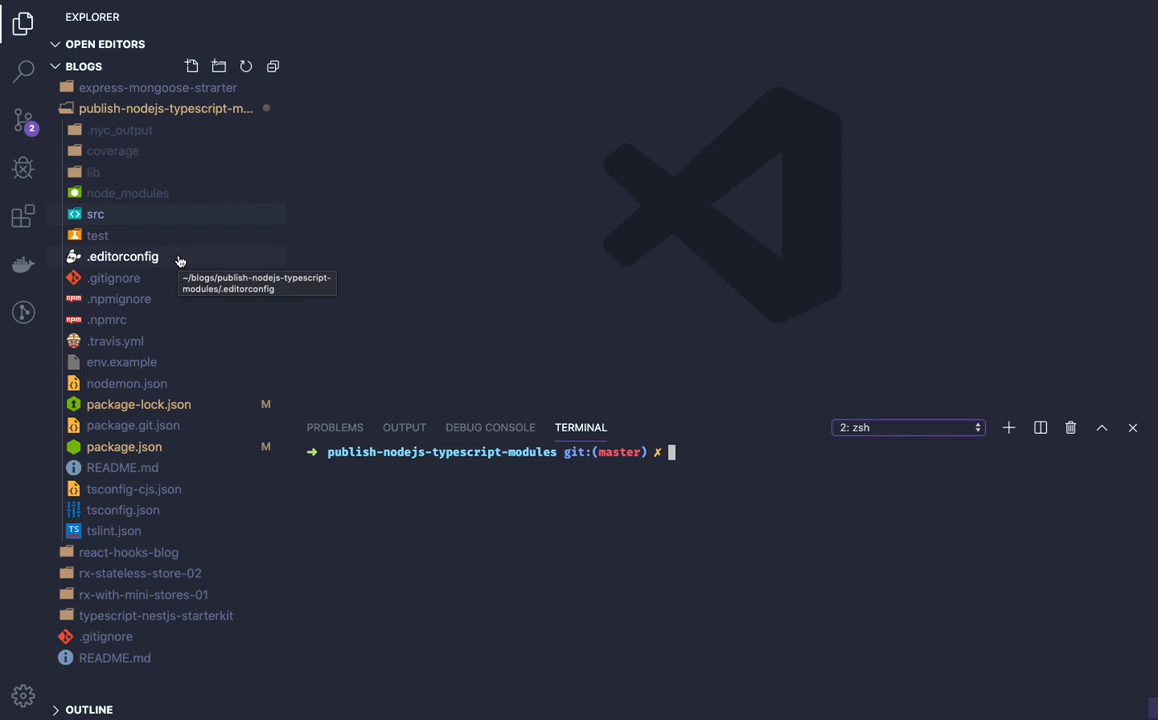 EXPLORER
OPEN EDITORS
BLOGS
express-mongoose-starter
publish-nodejs-typescript-m...
.nyc_output
coverage
lib
node_modules
2
src
test
.editorconfig
~/blogs/publish-nodejs-typescript-
modules/.editorconfig
.gitignore
npm .npmignore
npm .npmrc
.travis.yml
env.example
nodemon.json
package-lock.json M
package.git.json
package.json M
README.md
tsconfig-cjs.json
tsconfig.json
TS tslint.json
react-hooks-blog
rx-stateless-store-02
rx-with-mini-stores-01
typescript-nestjs-starterkit
.gitignore
README.md
OUTLINE
PROBLEMS OUTPUT DEBUG CONSOLE TERMINAL 2: zsh
➜ publish-nodejs-typescript-modules git:(master) ✗